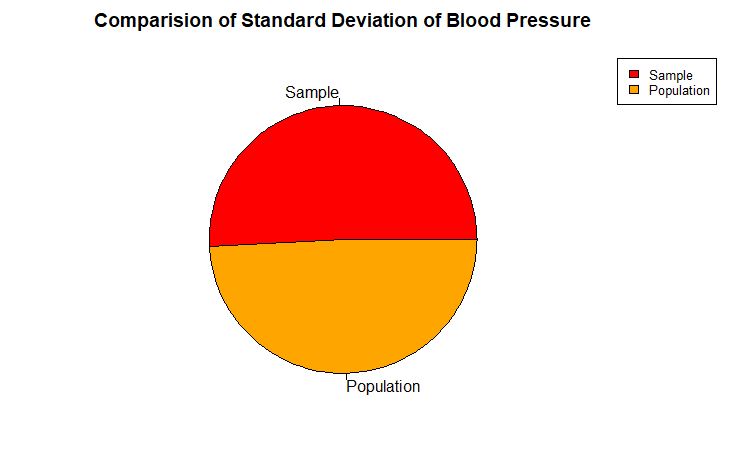 Comparision of Standard Deviation of Blood Pressure
Sample
Population
Sample
Population